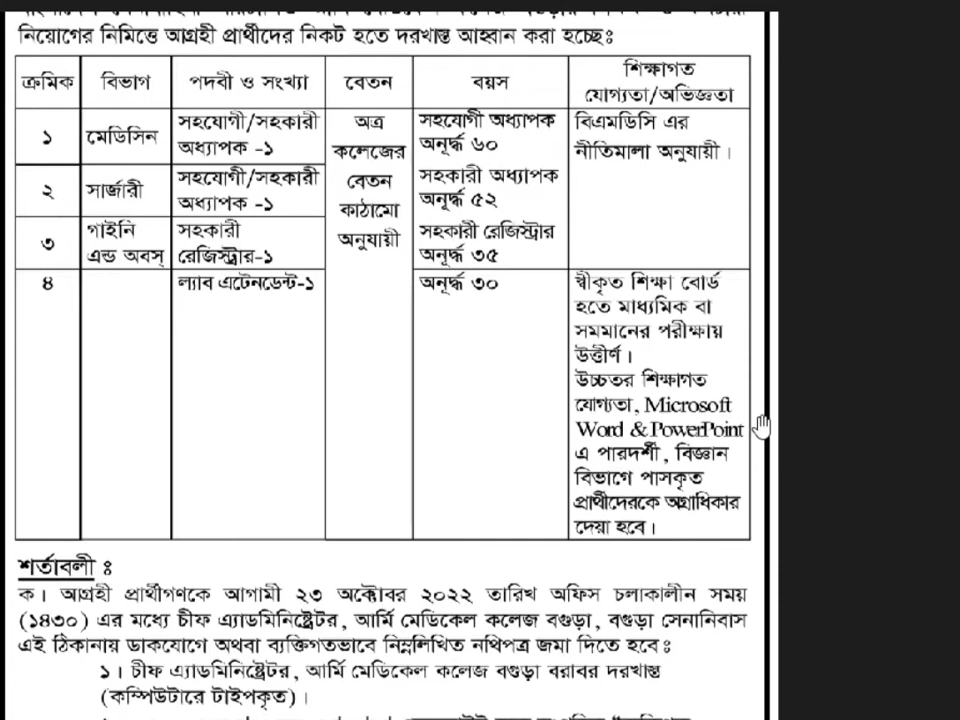 নিয়োগের নিমিত্তে আগ্রহী প্রার্থীদের নিকট হতে দরখাস্ত আহ্বান করা হচ্ছেঃ
ক্রমিক বিভাগ পদবী ও সংখ্যা বেতন বয়স শিক্ষাগত যোগ্যতা/অভিজ্ঞতা
১ মেডিসিন সহযোগী/সহকারী অধ্যাপক -১
২ সার্জারী সহযোগী/সহকারী অধ্যাপক -১
৩ গাইনি এন্ড অবস্ সহকারী রেজিস্ট্রার-১
অত্র
কলেজের
বেতন
কাঠামো
অনুযায়ী
সহযোগী অধ্যাপক
অনূর্দ্ধ ৬০
সহকারী অধ্যাপক
অনূর্দ্ধ ৫২
সহকারী রেজিস্ট্রার
অনূর্দ্ধ ৩৫
বিএমডিসি এর
নীতিমালা অনুযায়ী।
৪ ল্যাব এটেনডেন্ট-১ অনূর্দ্ধ ৩০
স্বীকৃত শিক্ষা বোর্ড
হতে মাধ্যমিক বা
সমমানের পরীক্ষায়
উত্তীর্ণ।
উচ্চতর শিক্ষাগত
যোগ্যতা, Microsoft
Word & PowerPoint
এ পারদর্শী, বিজ্ঞান
বিভাগে পাসকৃত
প্রার্থীদেরকে অগ্রাধিকার
দেয়া হবে।
শর্তাবলী ঃ
ক। আগ্রহী প্রার্থীগণকে আগামী ২৩ অক্টোবর ২০২২ তারিখ অফিস চলাকালীন সময়
(১৪৩০) এর মধ্যে চীফ এ্যাডমিনিষ্ট্রেটর, আর্মি মেডিকেল কলেজ বগুড়া, বগুড়া সেনানিবাস
এই ঠিকানায় ডাকযোগে অথবা ব্যক্তিগতভাবে নিম্নলিখিত নথিপত্র জমা দিতে হবেঃ
১। চীফ এ্যাডমিনিষ্ট্রেটর, আর্মি মেডিকেল কলেজ বগুড়া বরাবর দরখাস্ত
(কম্পিউটারে টাইপকৃত)।